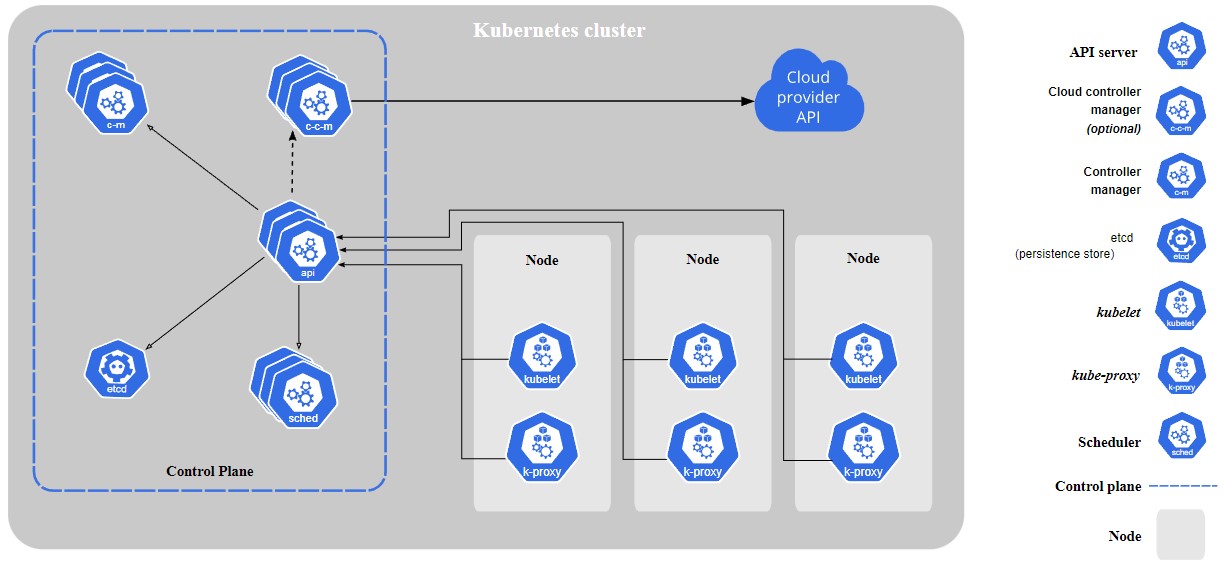 Kubernetes cluster
c-m
c-c-m
Cloud
provider
API
api
etcd
sched
Control Plane
Node
kubelet
k-proxy
Node
kubelet
k-proxy
Node
kubelet
k-proxy
API server
api
Cloud controller
manager
(optional)
c-c-m
Controller
manager
c-m
etcd
(persistence store)
etcd
kubelet
kubelet
kube-proxy
k-proxy
Scheduler
sched
Control plane
Node